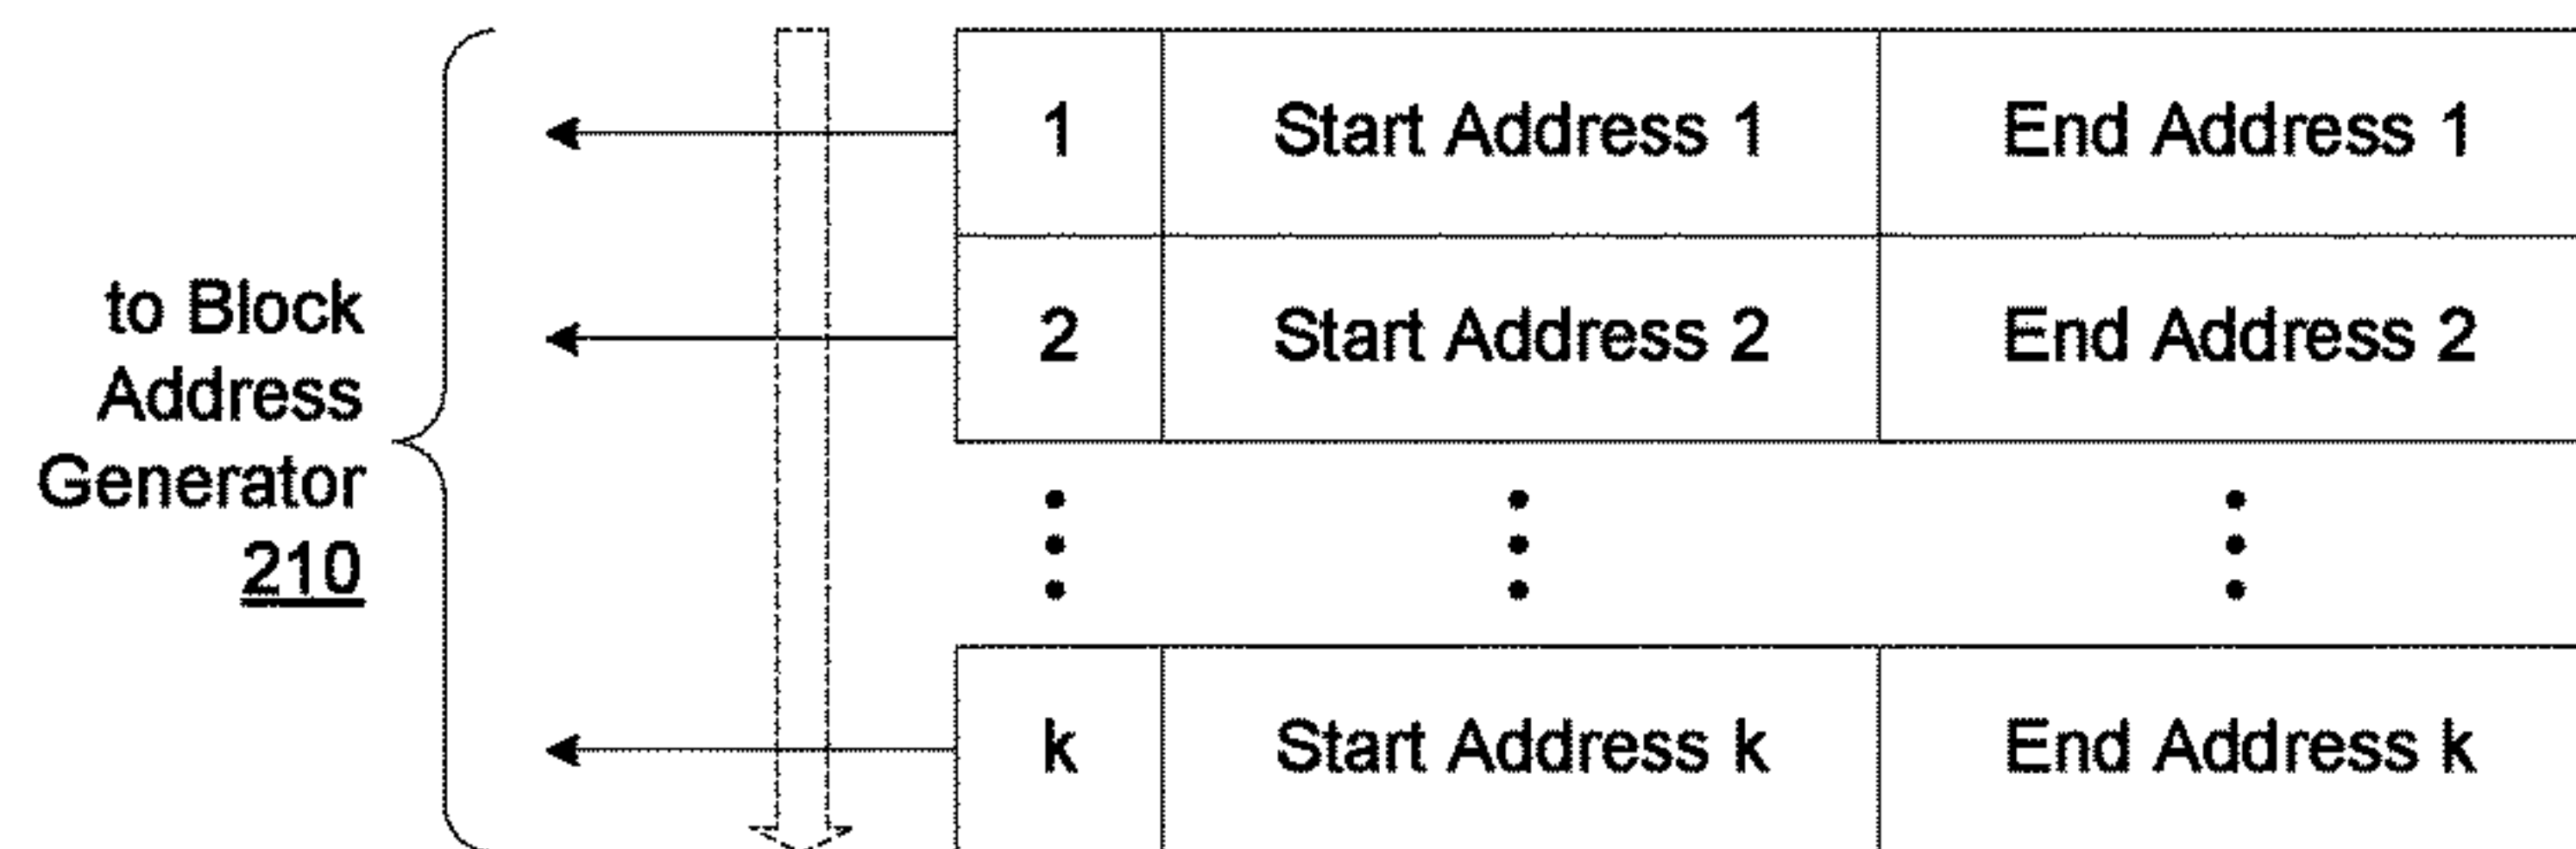 to Block
Address
Generator
210
1 Start Address 1 End Address 1
2 Start Address 2 End Address 2
k Start Address k End Address k